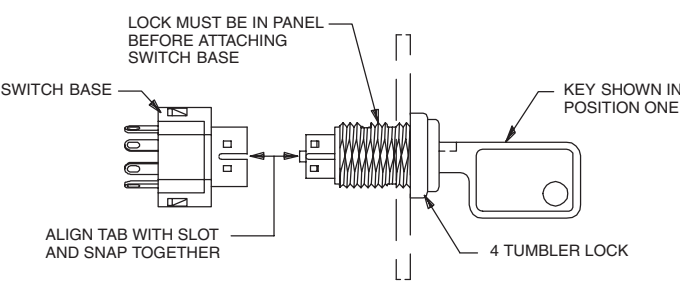 LOCK MUST BE IN PANEL
BEFORE ATTACHING
SWITCH BASE
SWITCH BASE
KEY SHOWN IN
POSITION ONE
ALIGN TAB WITH SLOT
AND SNAP TOGETHER
4 TUMBLER LOCK